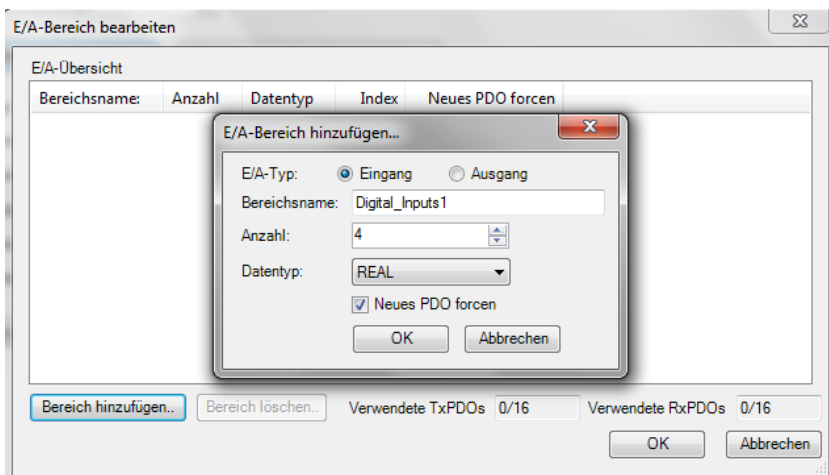 E/A-Bereich bearbeiten
E/A-Übersicht
Bereichsname: Anzahl Datentyp Index Neues PDO forcen
E/A-Bereich hinzufügen...
E/A-Typ: Eingang Ausgang
Bereichsname: Digital_Inputs1
Anzahl: 4
Datentyp: REAL
Neues PDO forcen
OK Abbrechen
Bereich hinzufügen.. Bereich löschen.. Verwendete TxPDOs 0/16 Verwendete RxPDOs 0/16
OK Abbrechen